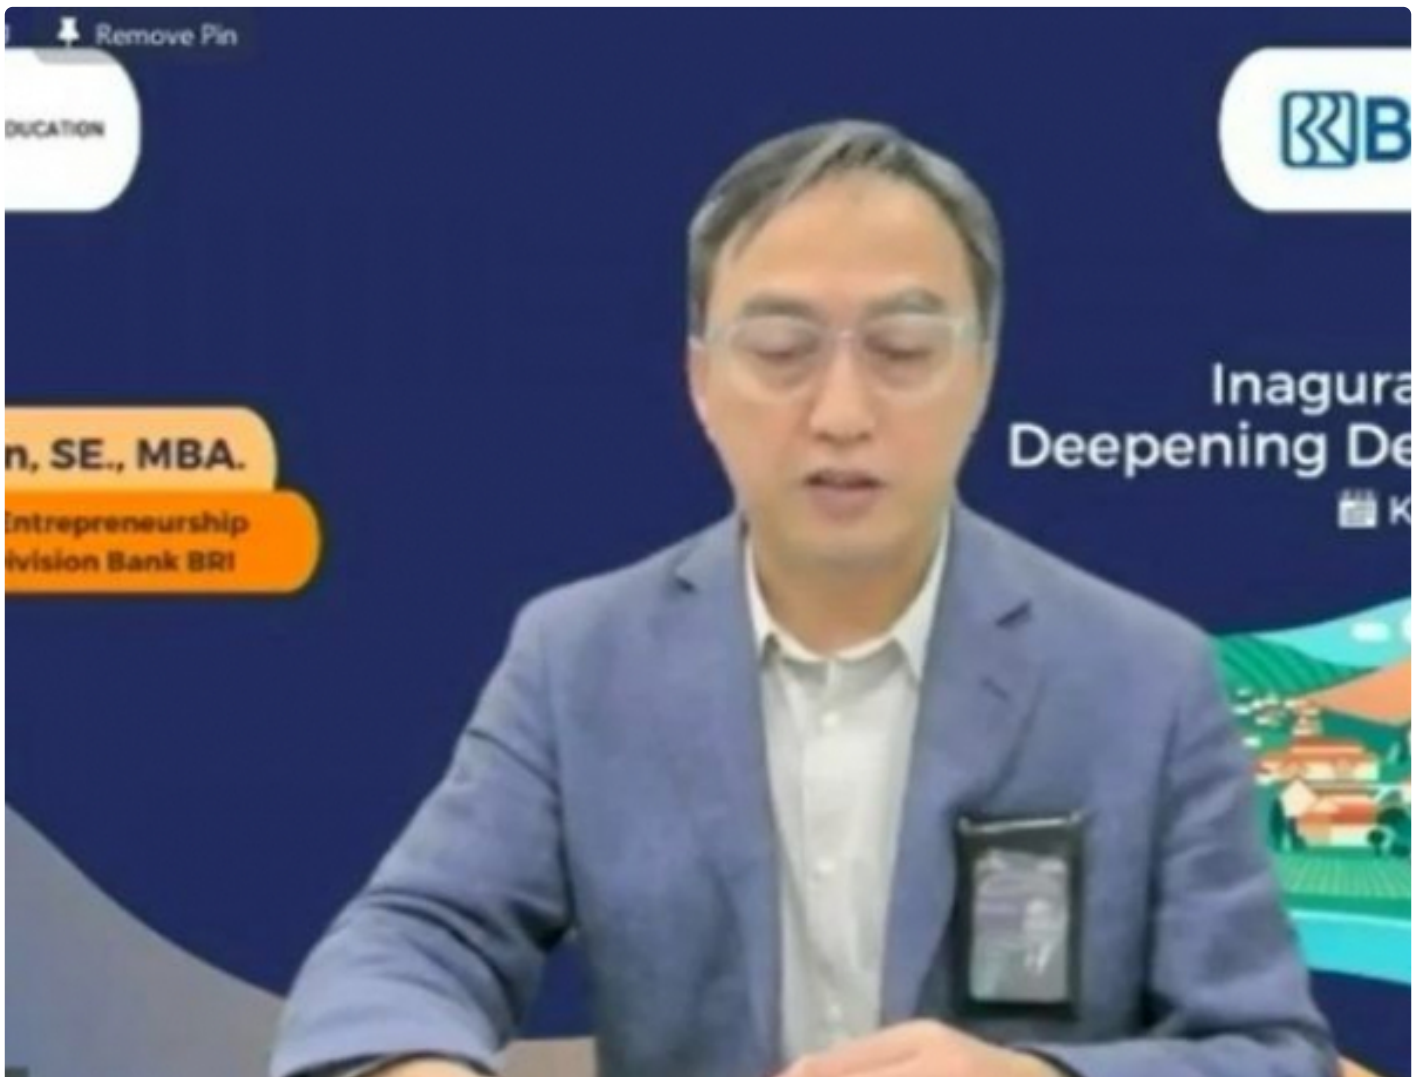 Remove Pin
DUCATION
B
n, SE., MBA.
Entrepreneurship
ivision Bank BRI
Inagura
Deepening De
K